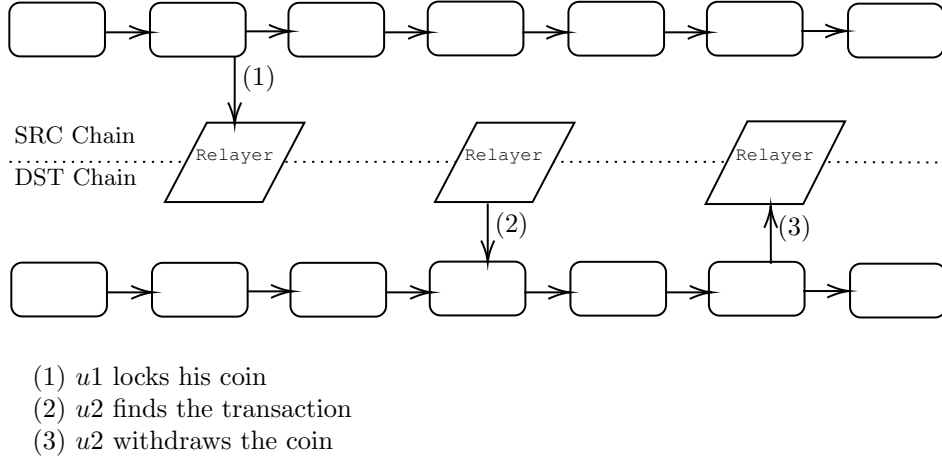 (1)
SRC Chain
Relayer
Relayer
Relayer
DST Chain
(2)
(3)
(1) u1 locks his coin
(2) u2 finds the transaction
(3) u2 withdraws the coin